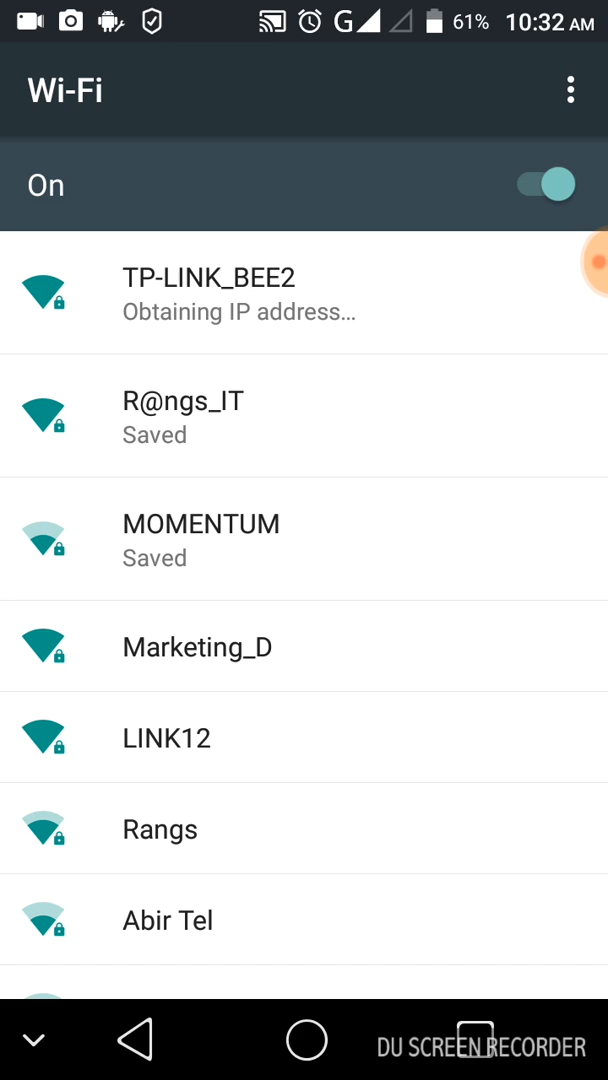 G 61% 10:32 AM
Wi-Fi
On
TP-LINK_BEE2
Obtaining IP address...
R@ngs_IT
Saved
MOMENTUM
Saved
Marketing_D
LINK12
Rangs
Abir Tel
DU SCREEN RECORDER